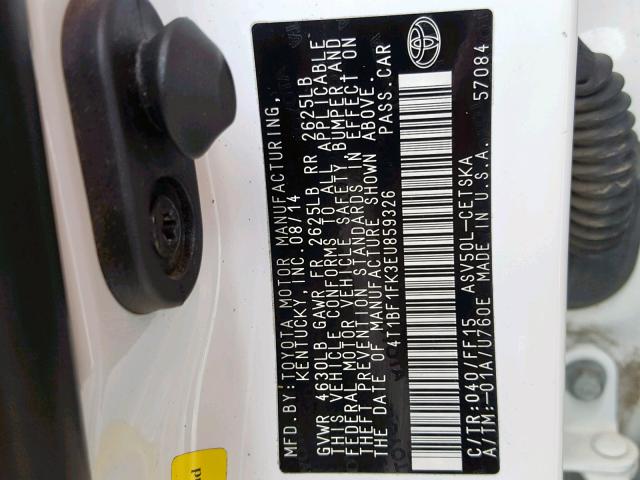 MFD.BY:TOYOTA MOTOR MANUFACTURING,
KENTUCKY, INC. 08/14
GVWR 4630LB GAWR FR 2625LB RR 2625LB
THIS VEHICLE CONFORMS TO ALL APPLICABLE
FEDERAL MOTOR VEHICLE SAFETY, BUMPER AND
THEFT PREVENTION STANDARDS IN EFFECT ON
THE DATE OF MANUFACTURE SHOWN ABOVE.
4T1BF1FK3EU859326 PASS.CAR
C/TR:040/FF15 ASV50L-CETSKA
A/TM:-01A/U760E MADE IN U.S.A. 57084